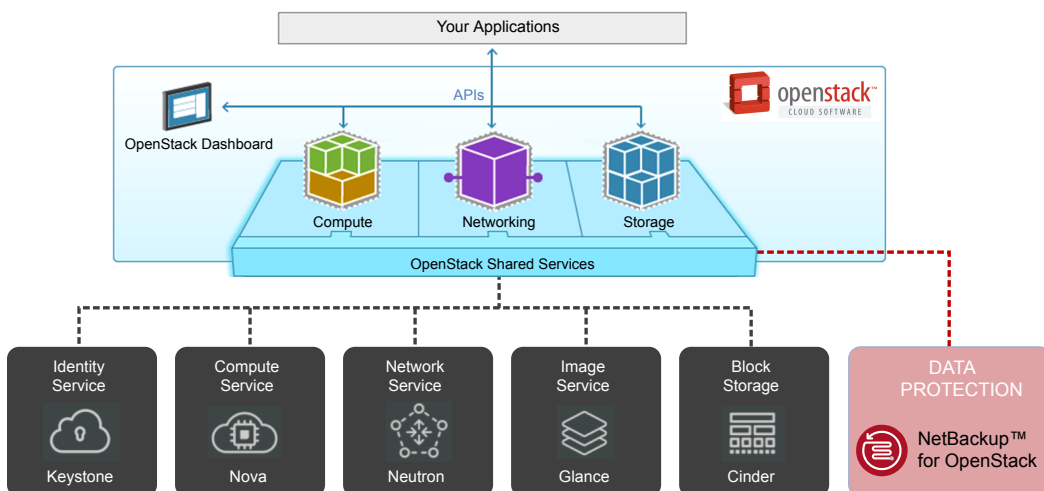 Your Applications
APIs
openstack™
CLOUD SOFTWARE
OpenStack Dashboard
Compute
Networking
Storage
OpenStack Shared Services
Identity
Service
Keystone
Compute
Service
Nova
Network
Service
Neutron
Image
Service
Glance
Block
Storage
Cinder
DATA
PROTECTION
NetBackup™
for OpenStack